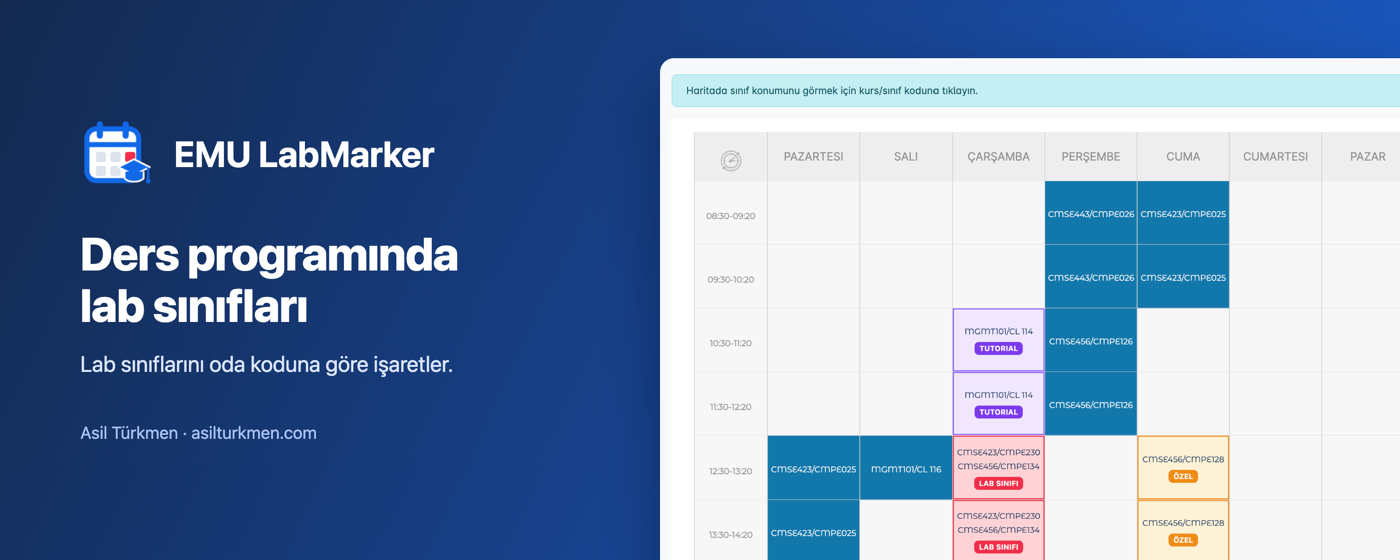 EMU LabMarker
Ders programında
lab sınıfları
Lab sınıflarını oda koduna göre işaretler.
Asil Türkmen · asilturkmen.com
Haritada sınıf konumunu görmek için kurs/sınıf koduna tıklayın.
PAZARTESI SALI ÇARŞAMBA PERŞEMBE CUMA CUMARTESI PAZAR
08:30-09:20 CMSE443/CMPE026 CMSE423/CMPE025
09:30-10:20 CMSE443/CMPE026 CMSE423/CMPE025
10:30-11:20 MGMT101/CL 114 CMSE456/CMPE126
TUTORIAL
11:30-12:20 MGMT101/CL 114 CMSE456/CMPE126
TUTORIAL
12:30-13:20 CMSE423/CMPE025 MGMT101/CL 116 CMSE423/CMPE230 CMSE456/CMPE128
CMSE456/CMPE134
LAB SINIFI ÖZEL
13:30-14:20 CMSE423/CMPE025 CMSE423/CMPE230 CMSE456/CMPE128
CMSE456/CMPE134
LAB SINIFI ÖZEL